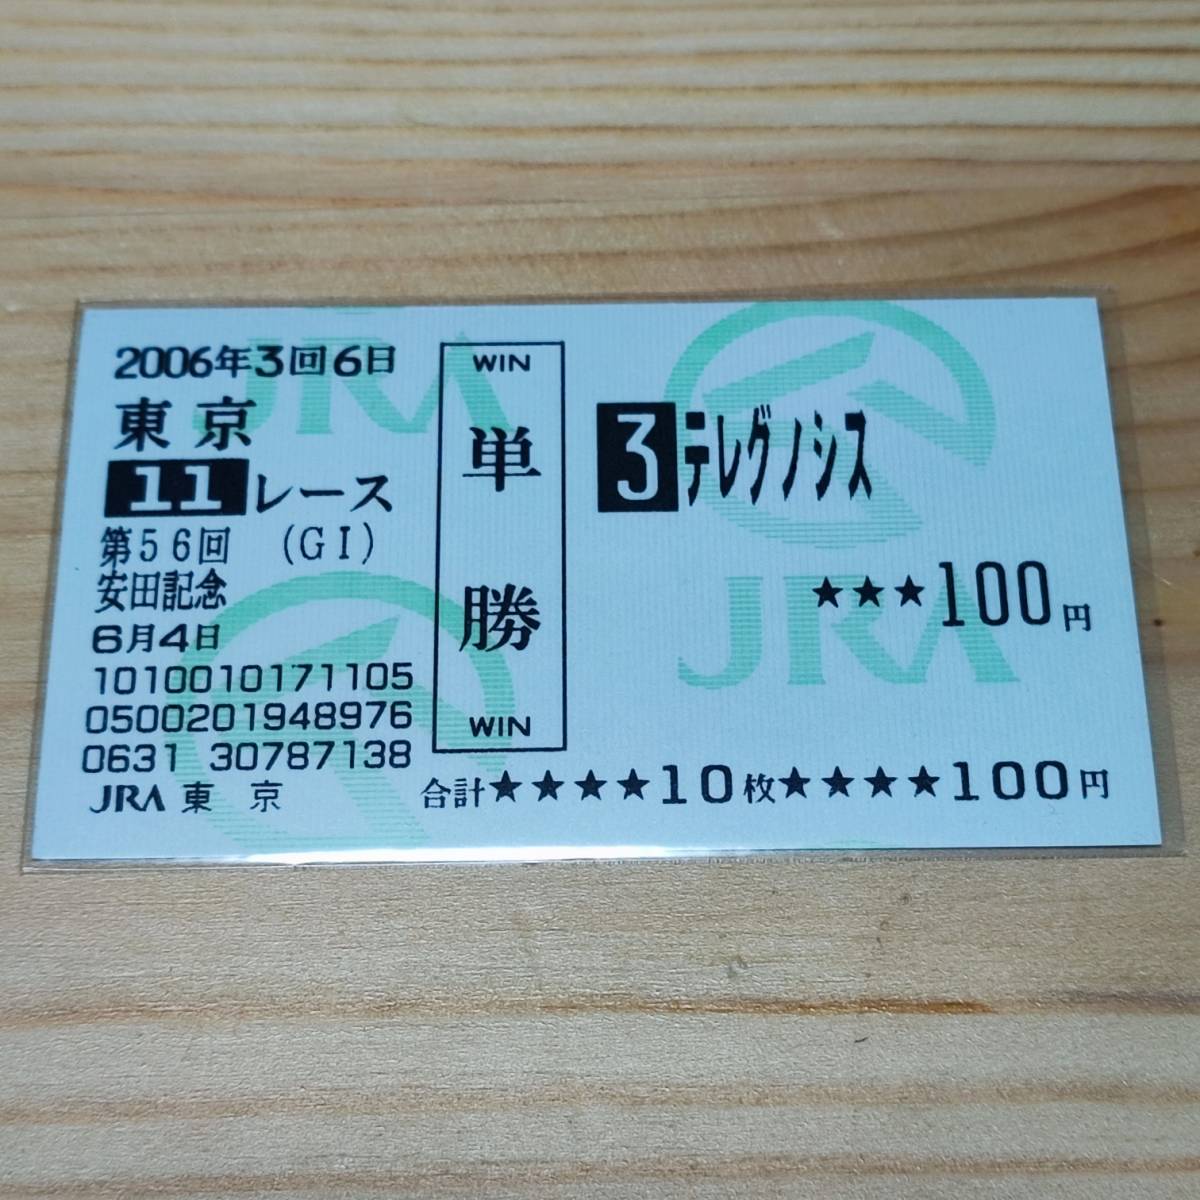 2006年3回6日
東京
11レース
第56回 (GI)
安田記念
6月4日
1010010171105
0500201948976
0631 30787138
JRA 東 京
WIN
単勝
WIN
3 テレグノシス
★★★100円
合計★★★★10枚★★★★100円
JRA
JRA